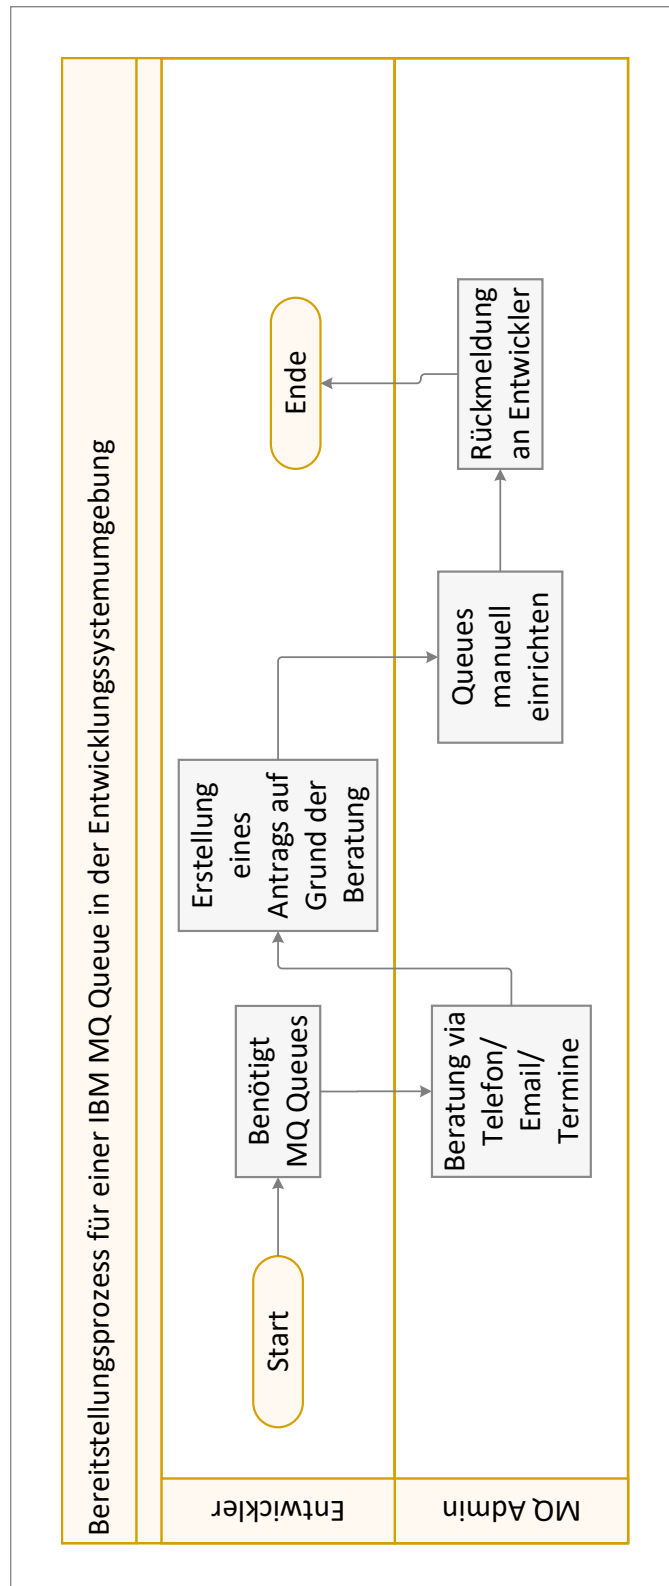 Bereitstellungsprozess für einer IBM MQ Queue in der Entwicklungssystemumgebung
Entwickler
Start
Benötigt
MQ Queues
Erstellung
eines
Antrags auf
Grund der
Beratung
Ende
MQ Admin
Beratung via
Telefon/
Email/
Termine
Queues
manuell
einrichten
Rückmeldung
an Entwickler